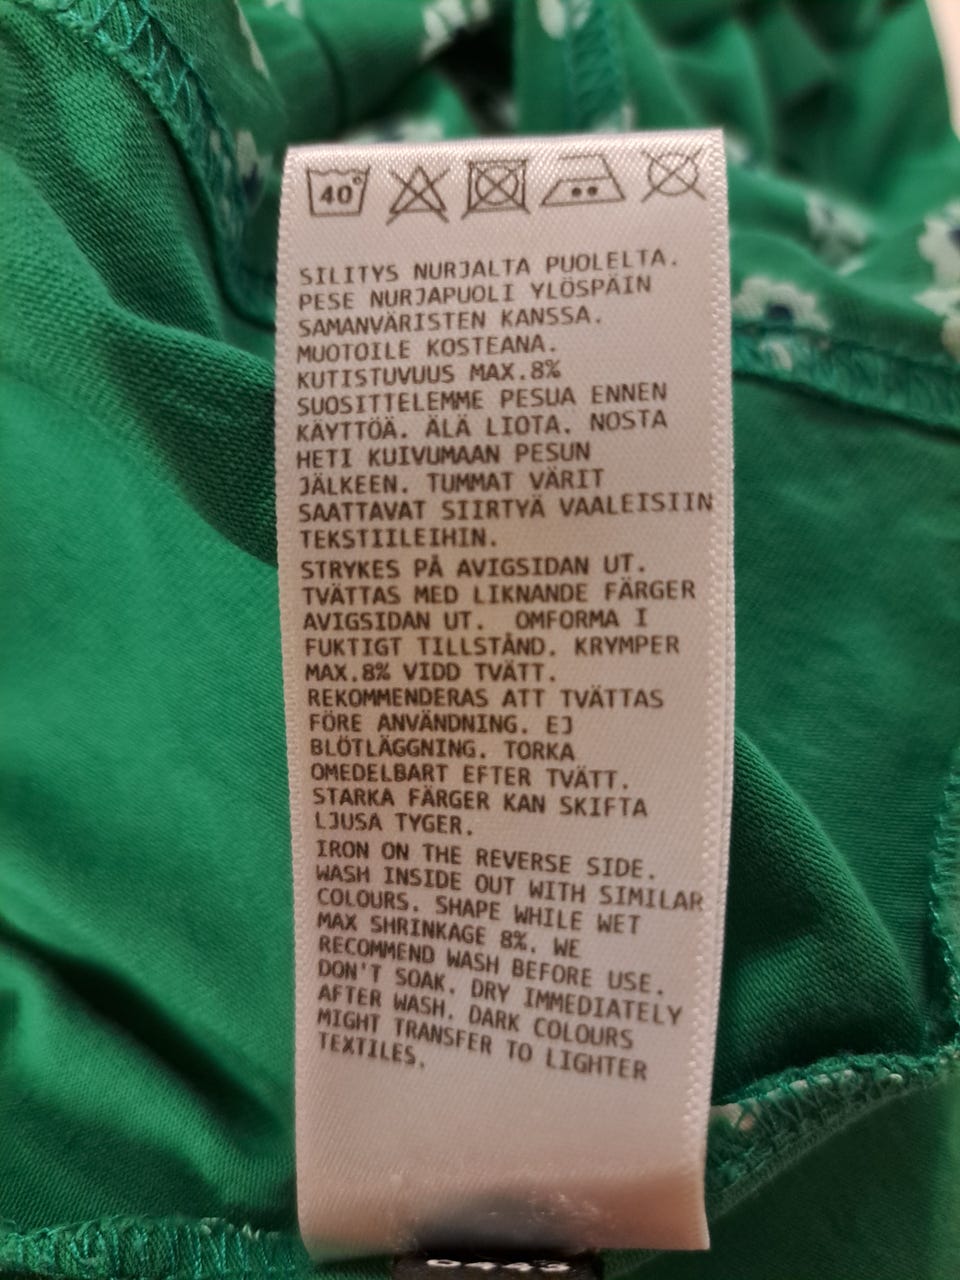 40°
SILITYS NURJALTA PUOLELTA.
PESE NURJAPUOLI YLÖSPÄIN
SAMANVÄRISTEN KANSSA.
MUOTOILE KOSTEANA.
KUTISTUVUUS MAX.8%
SUOSITTELEMME PESUA ENNEN
KÄYTTÖÄ. ÄLÄ LIOTA. NOSTA
HETI KUIVUMAAN PESUN
JÄLKEEN. TUMMAT VÄRIT
SAATTAVAT SIIRTYÄ VAALEISIIN
TEKSTIILEIHIN.
STRYKES PÅ AVIGSIDAN UT.
TVÄTTAS MED LIKNANDE FÄRGER
AVIGSIDAN UT. OMFORMA I
FUKTIGT TILLSTÅND. KRYMPER
MAX.8% VIDD TVÄTT.
REKOMMENDERAS ATT TVÄTTAS
FÖRE ANVÄNDNING. EJ
BLÖTLÄGGNING. TORKA
OMEDELBART EFTER TVÄTT.
STARKA FÄRGER KAN SKIFTA
LJUSA TYGER.
IRON ON THE REVERSE SIDE.
WASH INSIDE OUT WITH SIMILAR
COLOURS. SHAPE WHILE WET
MAX SHRINKAGE 8%. WE
RECOMMEND WASH BEFORE USE.
DON'T SOAK. DRY IMMEDIATELY
AFTER WASH. DARK COLOURS
MIGHT TRANSFER TO LIGHTER
TEXTILES.